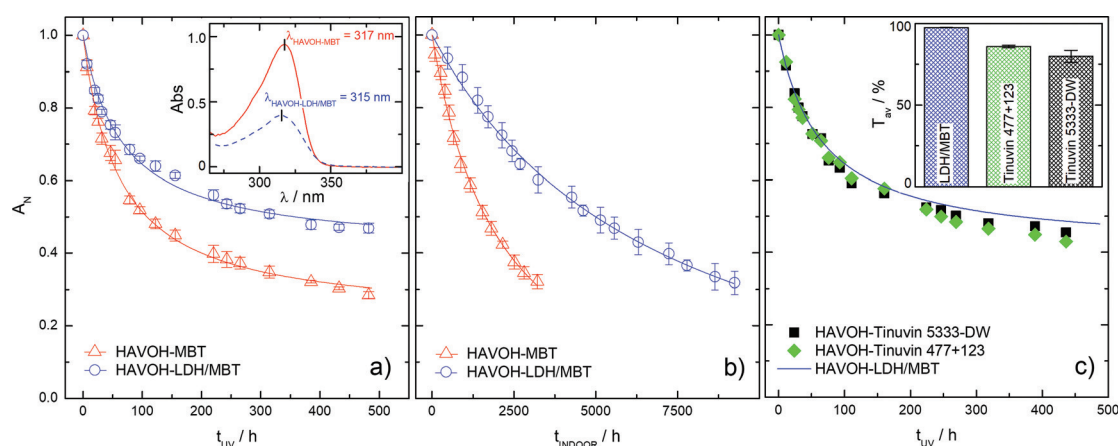 A_N
1.0
0.8
0.6
0.4
0.2
0.0
Abs
1.0
0.5
0
300
350
λ / nm
λ_HAVOH-MBT = 317 nm
λ_HAVOH-LDH/MBT = 315 nm
HAVOH-MBT
HAVOH-LDH/MBT
a)
0 100 200 300 400 500
t_UV / h
HAVOH-MBT
HAVOH-LDH/MBT
b)
0 2500 5000 7500
t_INDOOR / h
T_av / %
100
50
0
LDH/MBT
Tinuvin 477+123
Tinuvin 5333-DW
HAVOH-Tinuvin 5333-DW
HAVOH-Tinuvin 477+123
HAVOH-LDH/MBT
c)
0 100 200 300 400 500
t_UV / h